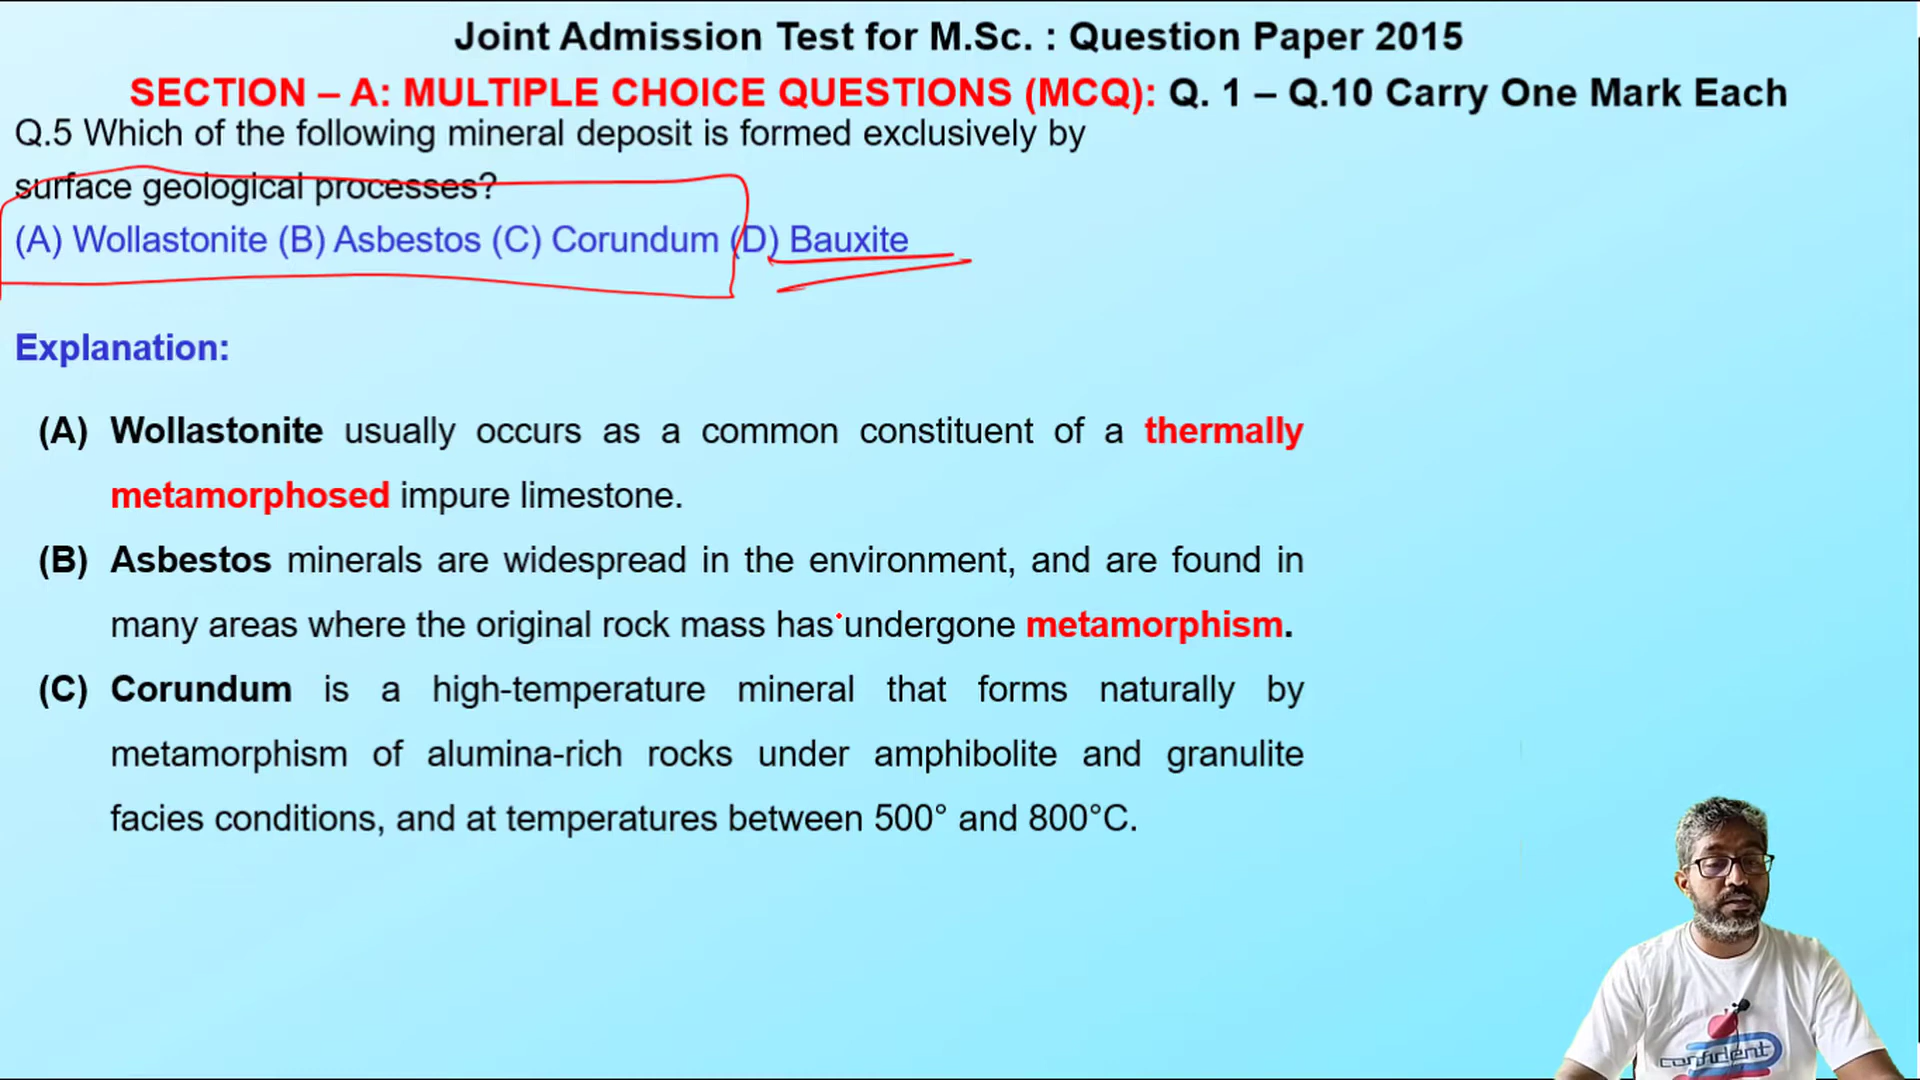 Joint Admission Test for M.Sc. : Question Paper 2015
SECTION – A: MULTIPLE CHOICE QUESTIONS (MCQ): Q. 1 – Q.10 Carry One Mark Each
Q.5 Which of the following mineral deposit is formed exclusively by
surface geological processes?
(A) Wollastonite (B) Asbestos (C) Corundum (D) Bauxite
Explanation:
(A) Wollastonite usually occurs as a common constituent of a thermally
metamorphosed impure limestone.
(B) Asbestos minerals are widespread in the environment, and are found in
many areas where the original rock mass has undergone metamorphism.
(C) Corundum is a high-temperature mineral that forms naturally by
metamorphism of alumina-rich rocks under amphibolite and granulite
facies conditions, and at temperatures between 500° and 800°C.
confident